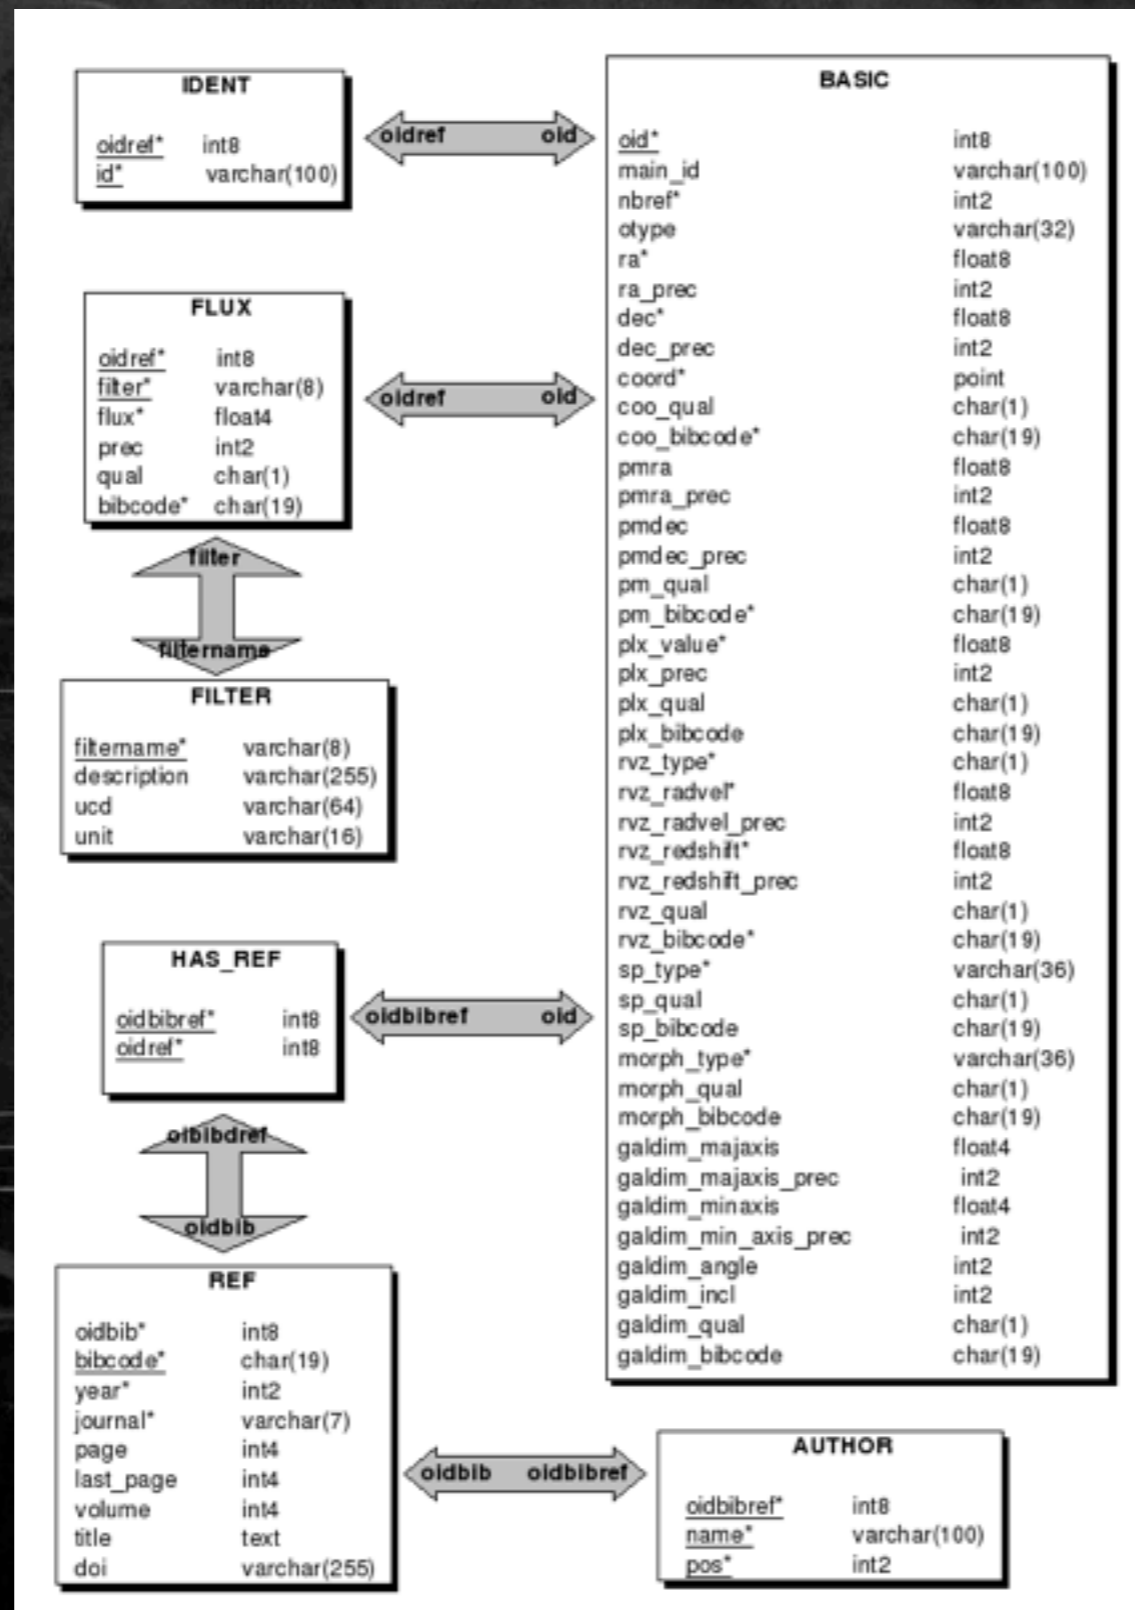 IDENT
oidref* int8
id* varchar(100)
oidref oid
FLUX
oidref* int8
filter* varchar(8)
flux* float4
prec int2
qual char(1)
bibcode* char(19)
oidref oid
filter
filtername
FILTER
filtername* varchar(8)
description varchar(255)
ucd varchar(64)
unit varchar(16)
HAS_REF
oidbibref* int8
oidref* int8
oidbibref oid
oibibdref
oidbib
REF
oidbib* int8
bibcode* char(19)
year* int2
journal* varchar(7)
page int4
last_page int4
volume int4
title text
doi varchar(255)
oidbib oidbibref
BASIC
oid* int8
main_id varchar(100)
nbref* int2
otype varchar(32)
ra* float8
ra_prec int2
dec* float8
dec_prec int2
coord* point
coo_qual char(1)
coo_bibcode* char(19)
pmra float8
pmra_prec int2
pmdec float8
pmdec_prec int2
pm_qual char(1)
pm_bibcode* char(19)
plx_value* float8
plx_prec int2
plx_qual char(1)
plx_bibcode char(19)
rvz_type* char(1)
rvz_radvel* float8
rvz_radvel_prec int2
rvz_redshift* float8
rvz_redshift_prec int2
rvz_qual char(1)
rvz_bibcode* char(19)
sp_type* varchar(36)
sp_qual char(1)
sp_bibcode char(19)
morph_type* varchar(36)
morph_qual char(1)
morph_bibcode char(19)
galdim_majaxis float4
galdim_majaxis_prec int2
galdim_minaxis float4
galdim_min_axis_prec int2
galdim_angle int2
galdim_incl int2
galdim_qual char(1)
galdim_bibcode char(19)
AUTHOR
oidbibref* int8
name* varchar(100)
pos* int2